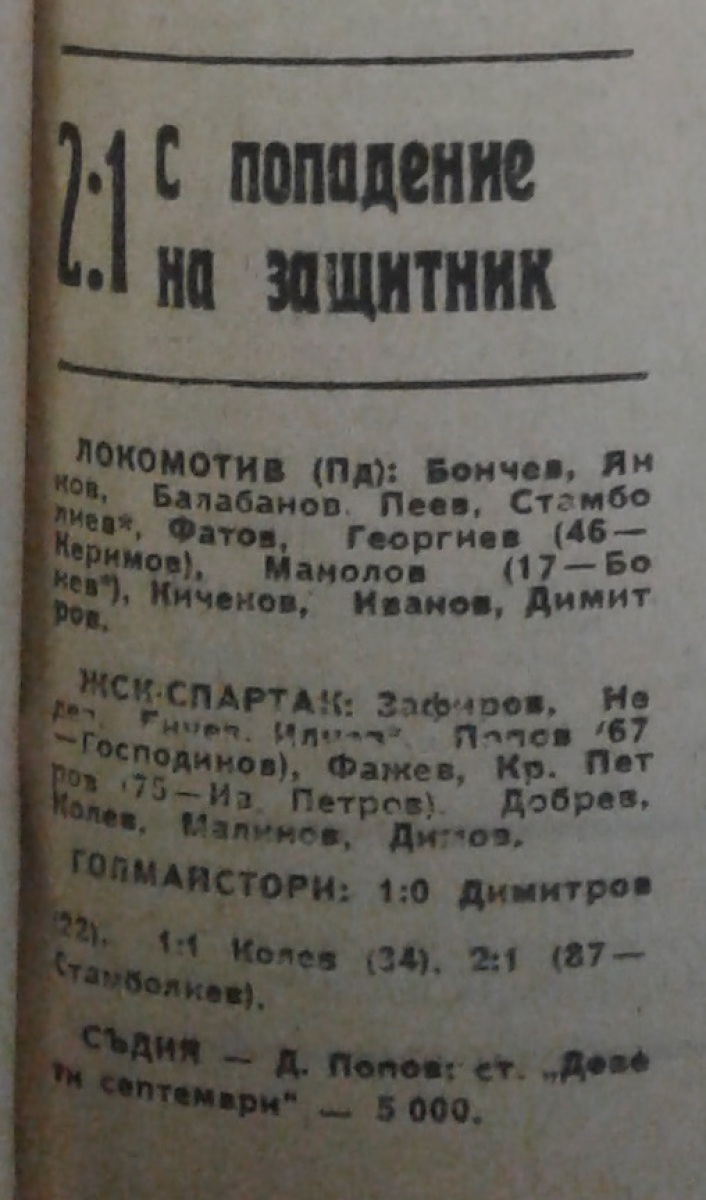 2:1 С попадение
на защитник
ЛОКОМОТИВ (Пд): Бончев, Ян
ков, Балабанов. Пеев, Стамбо
лиев*, Фатов, Георгиев (46—
Керимов), Манолов (17—Бо
нев*), Киченов, Иванов, Димит
ров.
ЖСК-СПАРТАК: Зафиров, Не
Попов (67
—Господинов), Фажев, Кр. Пет
ров (75—Ив. Петров). Добрев,
Колев, Малинов, Димов.
ГОЛМАЙСТОРИ: 1:0 Димитров
(22), 1:1 Колев (34), 2:1 (87—
Стамболиев).
СЪДИЯ — Д. Попов; ст. „Деве
ти септември" — 5 000.